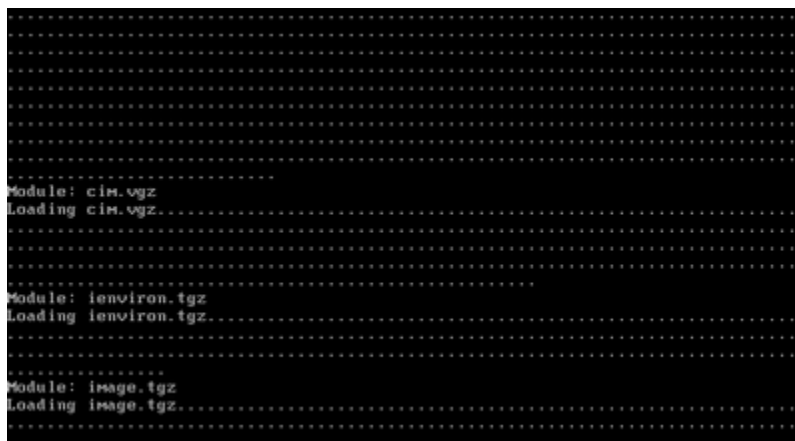 Module: cim.vgz
Loading cim.vgz
Module: ienviron.tgz
Loading ienviron.tgz
Module: image.tgz
Loading image.tgz